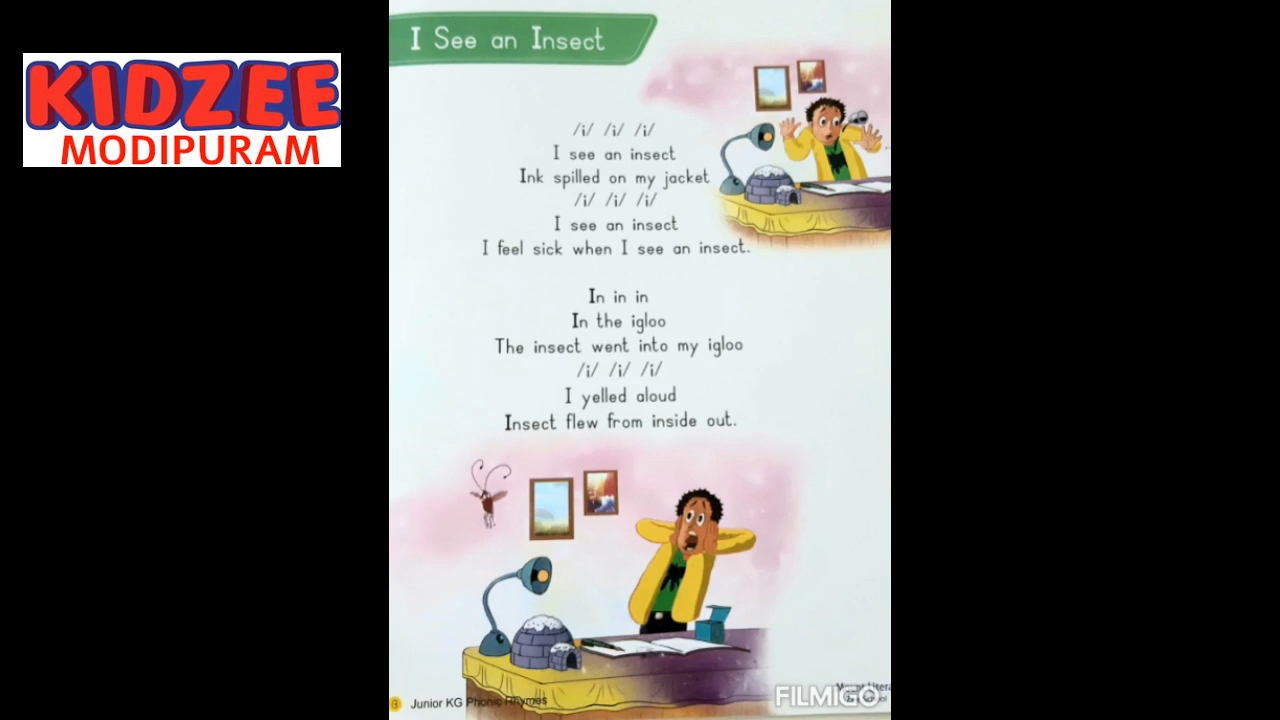 KIDZEE
MODIPURAM
I See an Insect
/i/ /i/ /i/
I see an insect
Ink spilled on my jacket
/i/ /i/ /i/
I see an insect
I feel sick when I see an insect.
In in in
In the igloo
The insect went into my igloo
/i/ /i/ /i/
I yelled aloud
Insect flew from inside out.
Junior KG Phonic Rhymes
FILMIGO